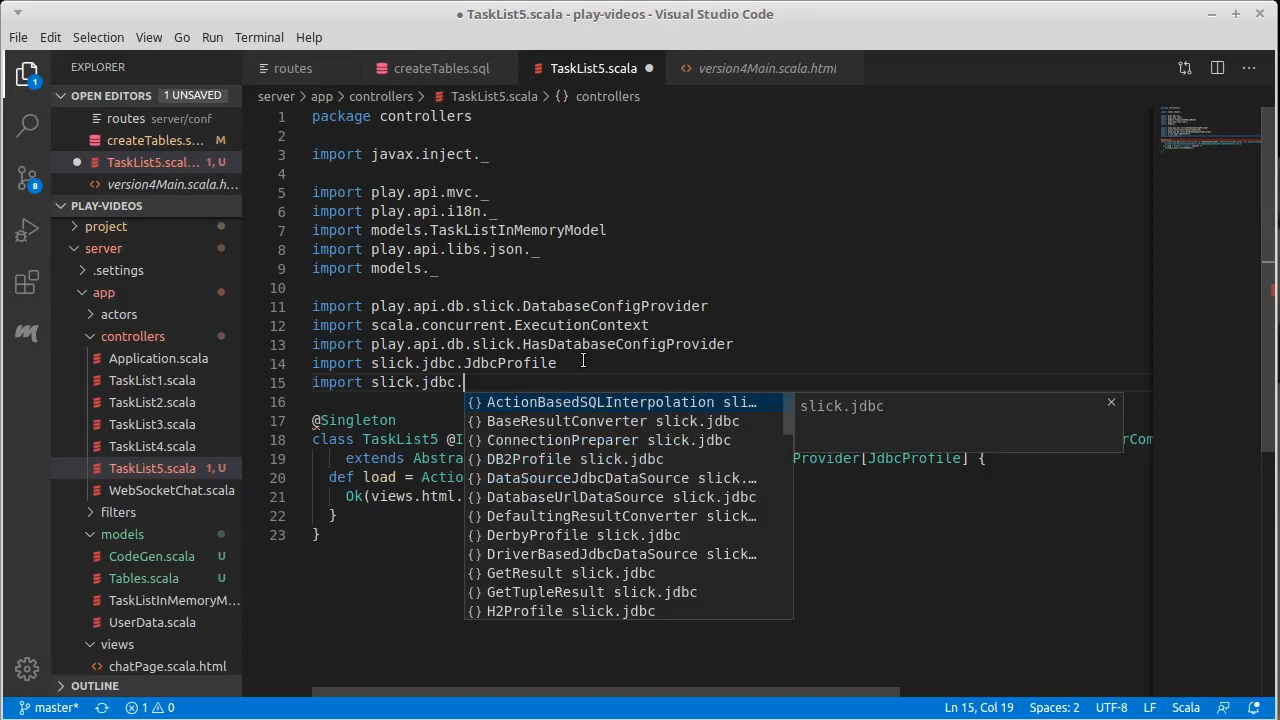 ● TaskList5.scala - play-videos - Visual Studio Code
File Edit Selection View Go Run Terminal Help
EXPLORER
OPEN EDITORS 1 UNSAVED
routes server/conf
createTables.s... M
TaskList5.scal... 1, U
version4Main.scala.h...
PLAY-VIDEOS
project
server
.settings
app
actors
controllers
Application.scala
TaskList1.scala
TaskList2.scala
TaskList3.scala
TaskList4.scala
TaskList5.scala 1, U
WebSocketChat.scala
filters
models
CodeGen.scala U
Tables.scala U
TaskListInMemoryM...
UserData.scala
views
chatPage.scala.html
OUTLINE
1
8
routes createTables.sql TaskList5.scala ● version4Main.scala.html
server > app > controllers > TaskList5.scala > {} controllers
1 package controllers
2
3 import javax.inject._
4
5 import play.api.mvc._
6 import play.api.i18n._
7 import models.TaskListInMemoryModel
8 import play.api.libs.json._
9 import models._
10
11 import play.api.db.slick.DatabaseConfigProvider
12 import scala.concurrent.ExecutionContext
13 import play.api.db.slick.HasDatabaseConfigProvider
14 import slick.jdbc.JdbcProfile
15 import slick.jdbc.
16
17 @Singleton
18 class TaskList5 @I
19 extends Abstra Provider[JdbcProfile] {
20 def load = Actio
21 Ok(views.html.
22 }
23 }
{} ActionBasedSQLInterpolation sli...
{} BaseResultConverter slick.jdbc
{} ConnectionPreparer slick.jdbc
{} DB2Profile slick.jdbc
{} DataSourceJdbcDataSource slick....
{} DatabaseUrlDataSource slick.jdbc
{} DefaultingResultConverter slick...
{} DerbyProfile slick.jdbc
{} DriverBasedJdbcDataSource slick...
{} GetResult slick.jdbc
{} GetTupleResult slick.jdbc
{} H2Profile slick.jdbc
slick.jdbc
master* 1 0 Ln 15, Col 19 Spaces: 2 UTF-8 LF Scala